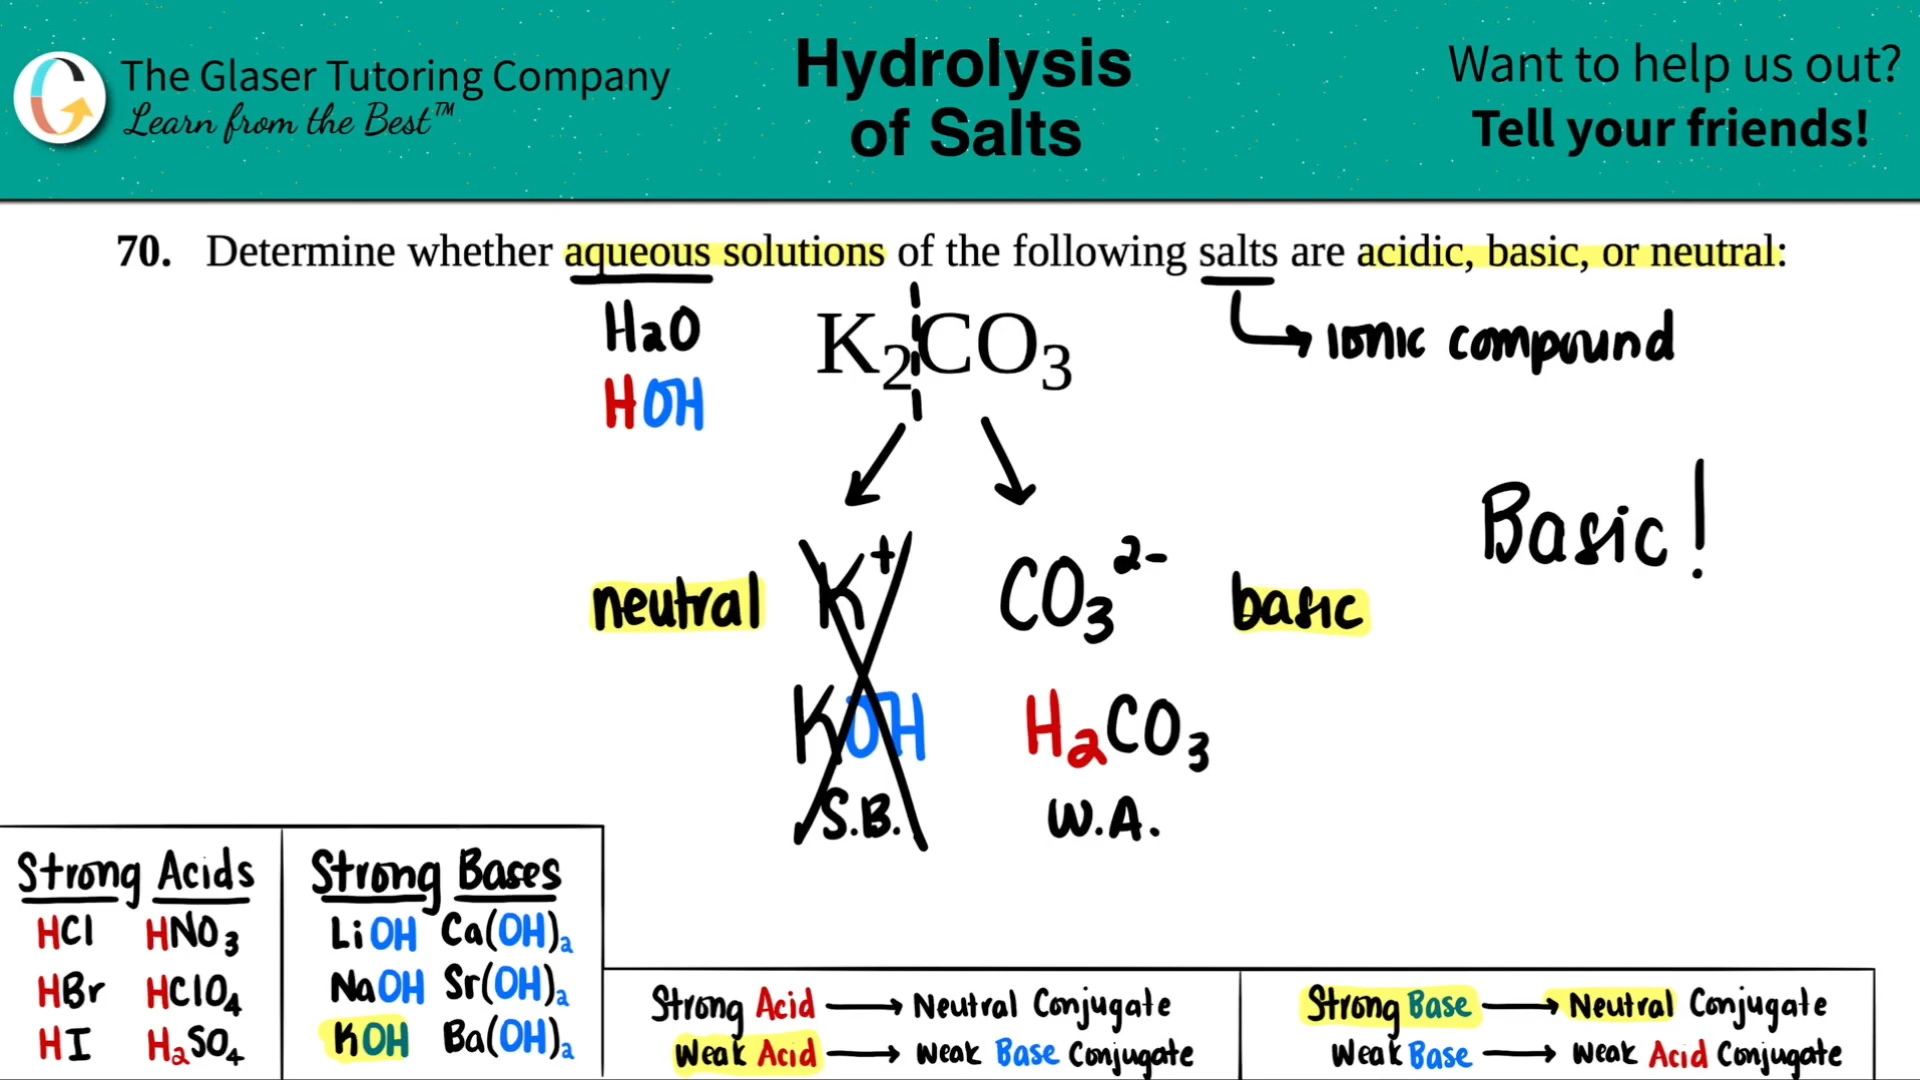 The Glaser Tutoring Company
Learn from the Best™
Hydrolysis
of Salts
Want to help us out?
Tell your friends!
70. Determine whether aqueous solutions of the following salts are acidic, basic, or neutral:
H₂O
HOH
K₂CO₃
Ionic compound
Basic!
neutral K⁺ CO₃²⁻ basic
KOH H₂CO₃
S.B. W.A.
Strong Acids
HCl HNO₃
HBr HClO₄
HI H₂SO₄
Strong Bases
LiOH Ca(OH)₂
NaOH Sr(OH)₂
KOH Ba(OH)₂
Strong Acid → Neutral Conjugate
Weak Acid → Weak Base Conjugate
Strong Base → Neutral Conjugate
Weak Base → Weak Acid Conjugate